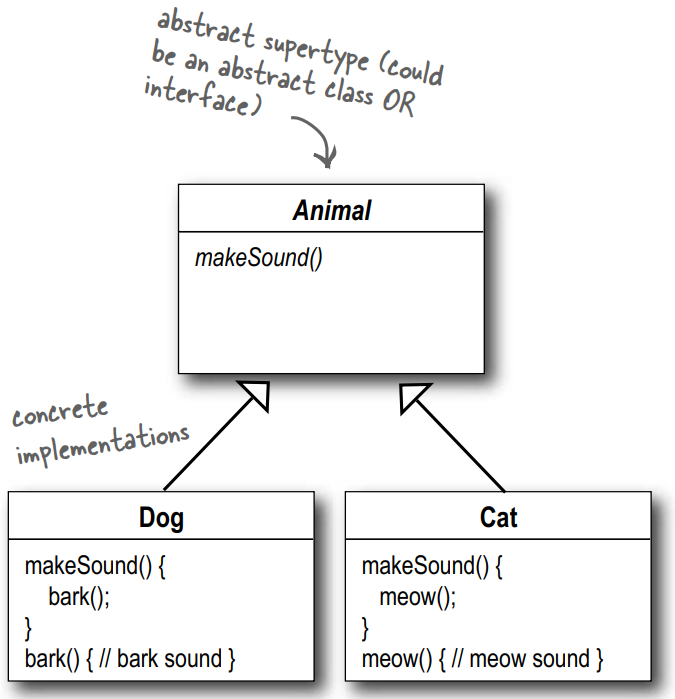 abstract supertype (could
be an abstract class OR
interface)
Animal
makeSound()
concrete
implementations
Dog
makeSound() {
bark();
}
bark() { // bark sound }
Cat
makeSound() {
meow();
}
meow() { // meow sound }